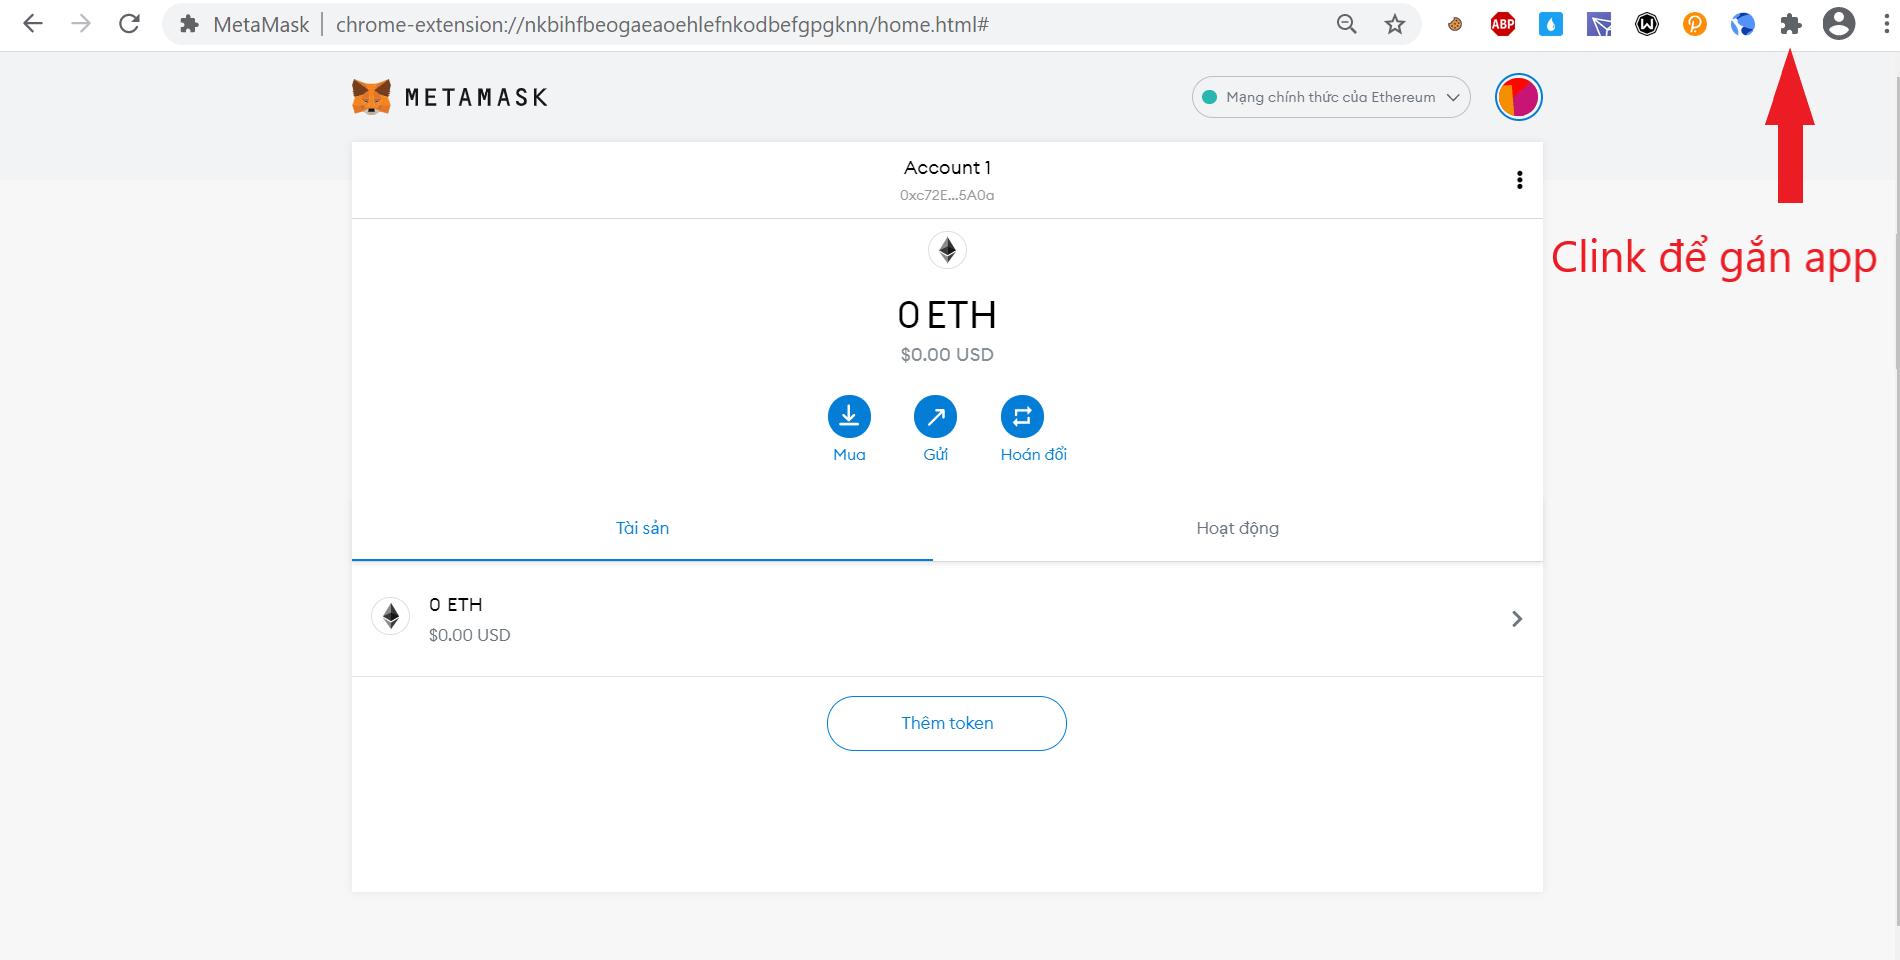 MetaMask | chrome-extension://nkbihfbeogaeaoehlefnkodbefgpgknn/home.html#
ABP
METAMASK
Mạng chính thức của Ethereum
Account 1
0xc72E...5A0a
Clink để gắn app
0 ETH
$0.00 USD
Mua
Gửi
Hoán đổi
Tài sản
Hoạt động
0 ETH
$0.00 USD
Thêm token